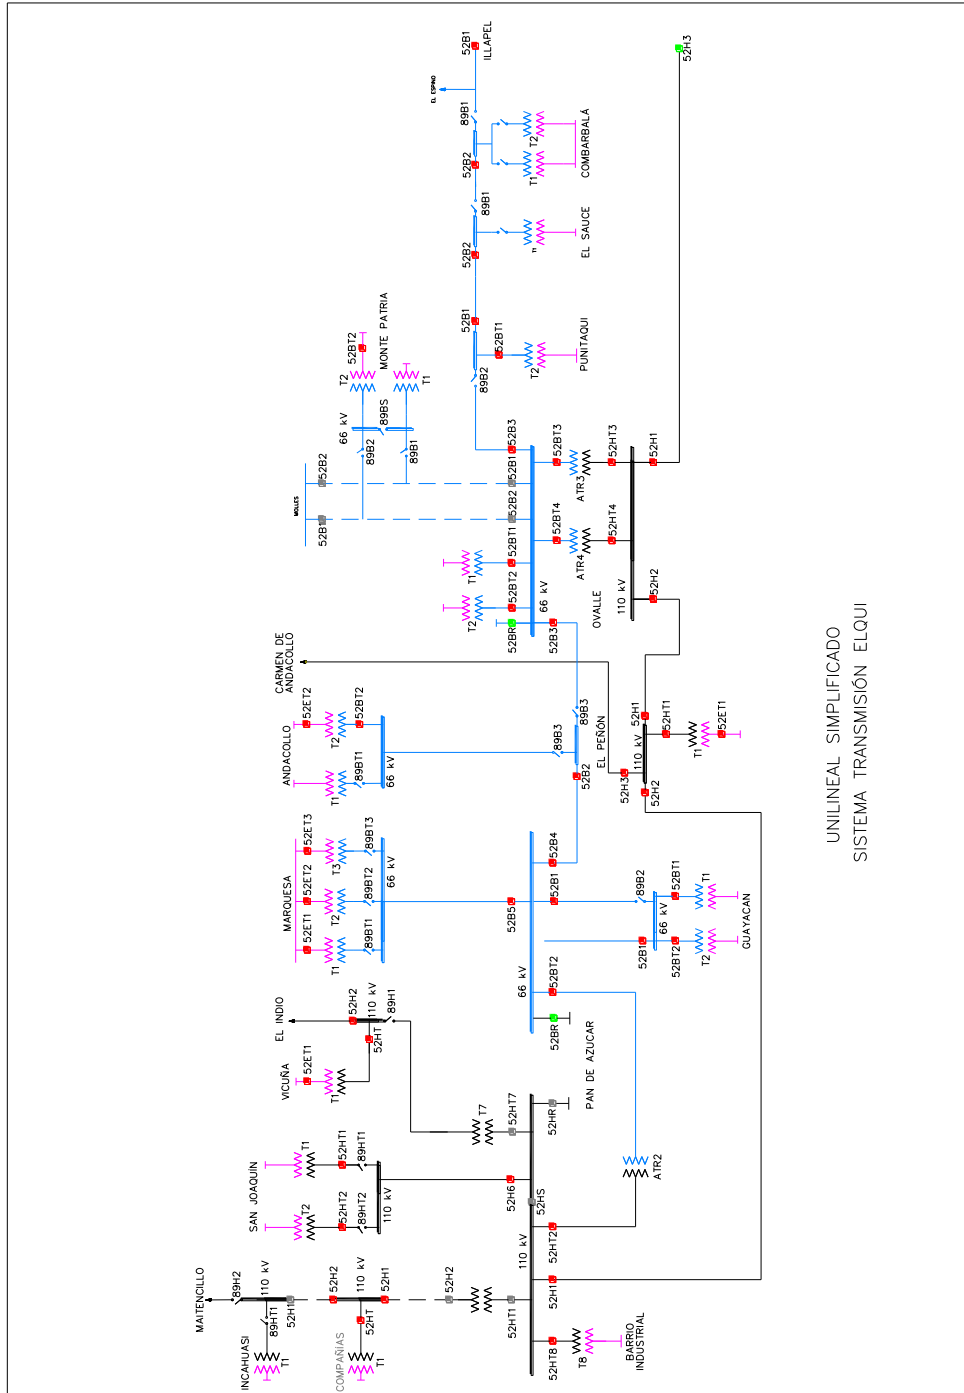 UNILINEAL SIMPLIFICADO
SISTEMA TRANSMISIÓN ELQUI
52B1
ILLAPEL
EL ESPINO
89B1
52B2
T2
T1
COMBARBALÁ
89B1
52B2
T1
EL SAUCE
52B1
52BT1
89B2
T2
PUNITAQUI
52H3
52BT2
MONTE PATRIA
T2
T1
66 kV
89BS
89B2
89B1
MOLLES
52B2
52B1
52B3
52B1
52B2
52BT1
52BT2
52BR
T1
T2
66 kV
52B3
52BT3
52BT4
ATR3
ATR4
52HT3
52HT4
OVALLE
110 kV
52H1
52H2
CARMEN DE
ANDACOLLO
ANDACOLLO
52ET2
52BT2
T2
89BT1
T1
66 kV
89B3
89B3
EL PEÑÓN
52B2
52H1
110 kV
52HT1
52ET1
T1
52H3
52H2
MARQUESA
52ET3
52ET2
52ET1
T3
T2
T1
89BT3
89BT2
89BT1
66 kV
52B5
52B4
52B1
66 kV
52BT2
52BR
PAN DE AZUCAR
89B2
66 kV
52B1
52BT1
52BT2
T1
T2
GUAYACAN
EL INDIO
52H2
110 kV
89H1
52HT
VICUÑA
52ET1
T1
T7
52HT7
52HR
SAN JOAQUÍN
T1
T2
52HT1
52HT2
89HT1
89HT2
110 kV
52H6
52HS
110 kV
ATR2
52HT2
52H1
52HT8
T8
BARRIO
INDUSTRIAL
MAITENCILLO
89H2
110 kV
89HT1
52H1
INCAHUASI
T1
52H2
110 kV
52HT
52H1
COMPAÑÍAS
T1
52H2
52HT1